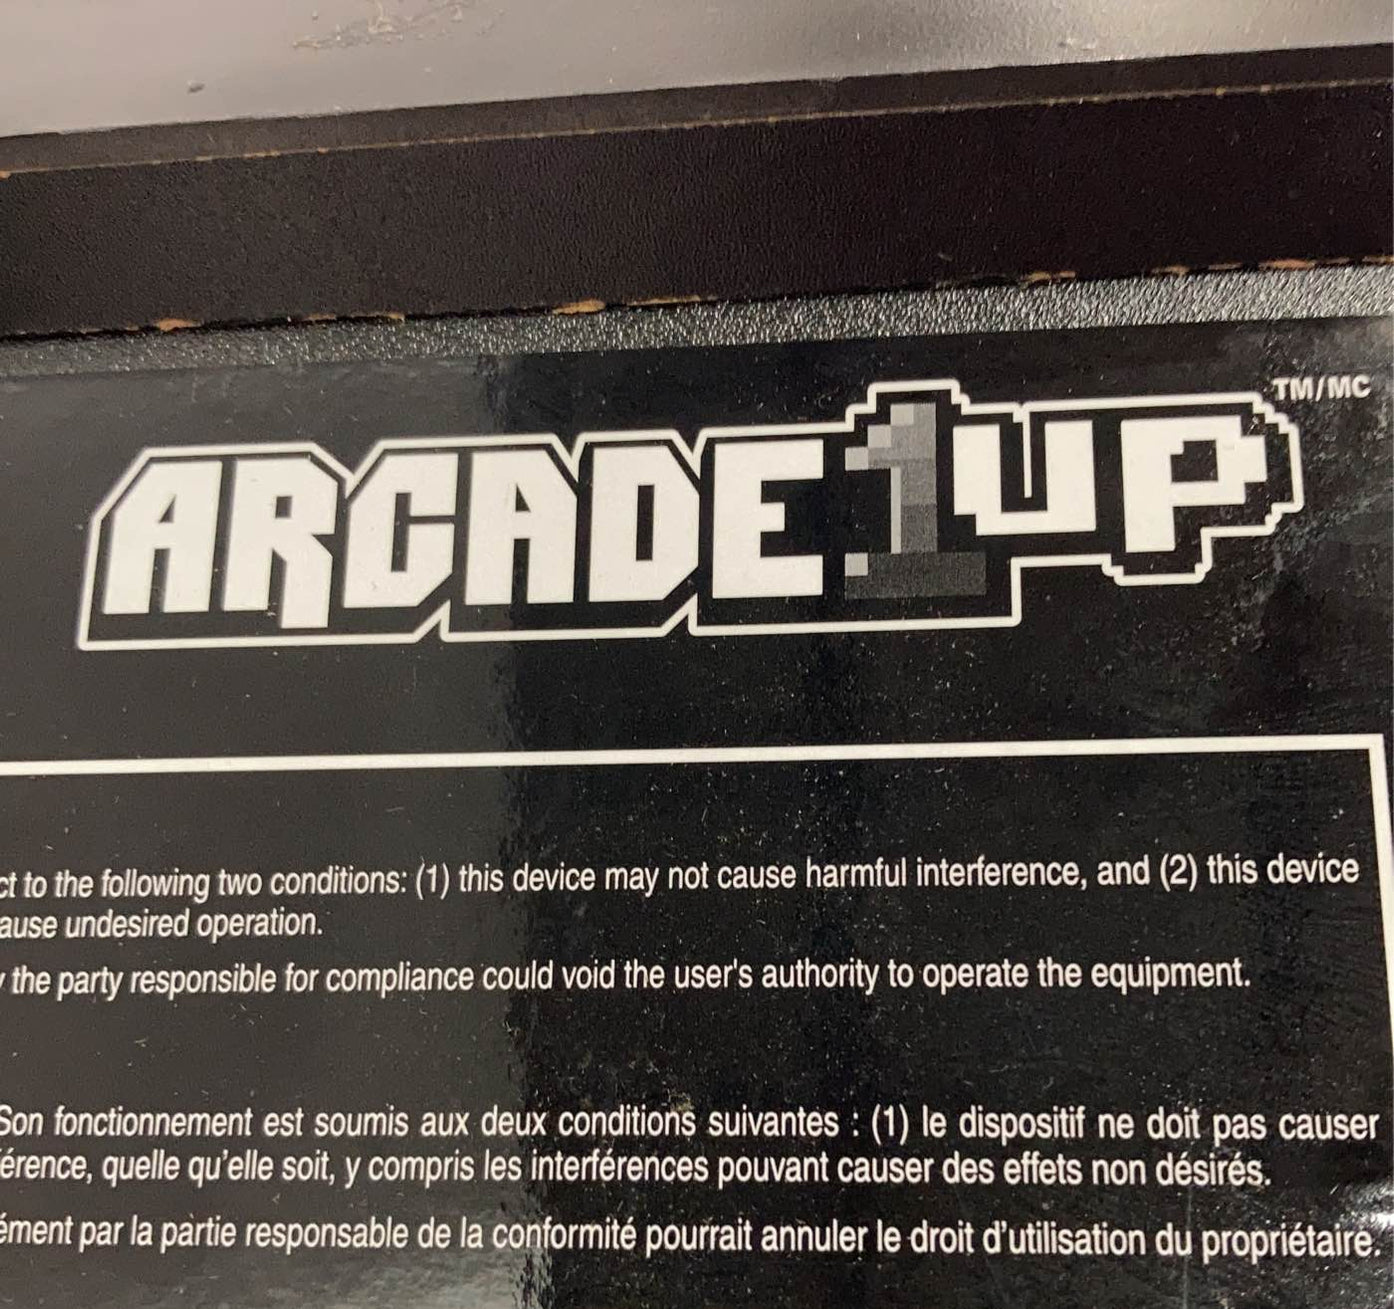 ARCADE1UP TM/MC
to the following two conditions: (1) this device may not cause harmful interference, and (2) this device
undesired operation.
the party responsible for compliance could void the user's authority to operate the equipment.
Son fonctionnement est soumis aux deux conditions suivantes : (1) le dispositif ne doit pas causer
quelle qu'elle soit, y compris les interférences pouvant causer des effets non désirés.
par la partie responsable de la conformité pourrait annuler le droit d'utilisation du propriétaire.